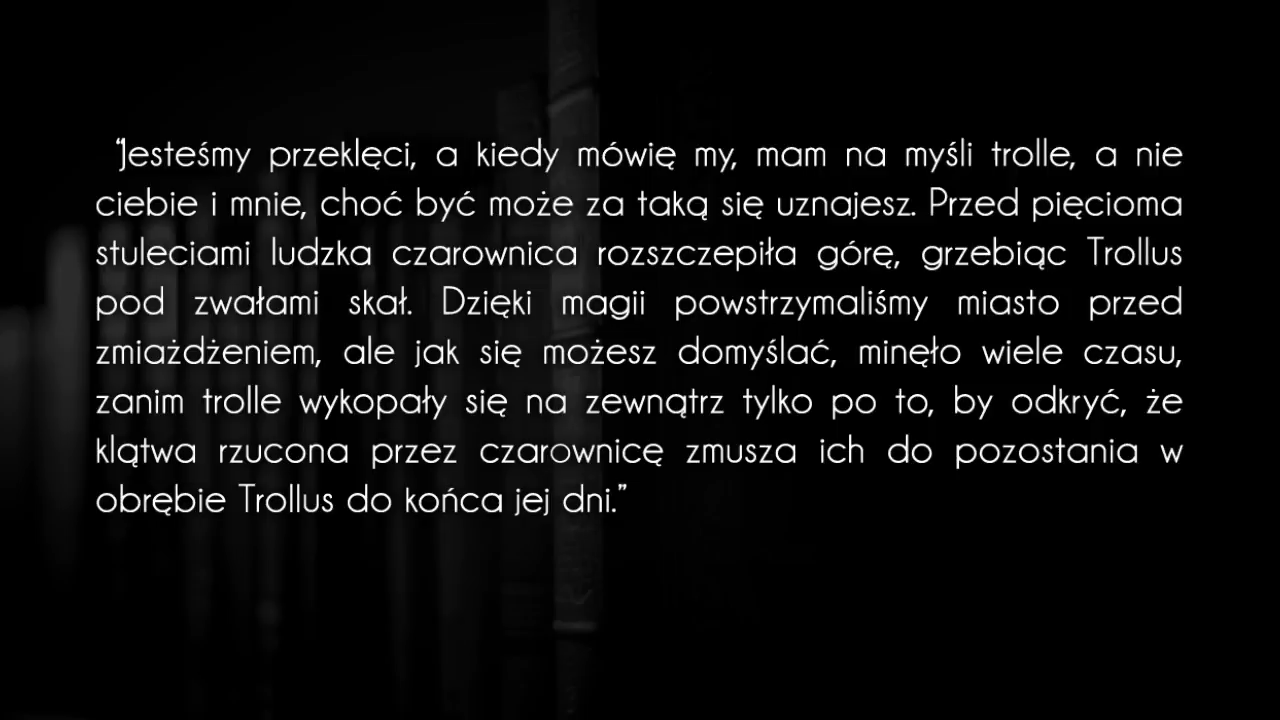 “Jesteśmy przeklęci, a kiedy mówię my, mam na myśli trolle, a nie
ciebie i mnie, choć być może za taką się uznajesz. Przed pięcioma
stuleciami ludzka czarownica rozszczepiła górę, grzebiąc Trollus
pod zwałami skał. Dzięki magii powstrzymaliśmy miasto przed
zmiażdżeniem, ale jak się możesz domyślać, minęło wiele czasu,
zanim trolle wykopały się na zewnątrz tylko po to, by odkryć, że
klątwa rzucona przez czarownicę zmusza ich do pozostania w
obrębie Trollus do końca jej dni.”